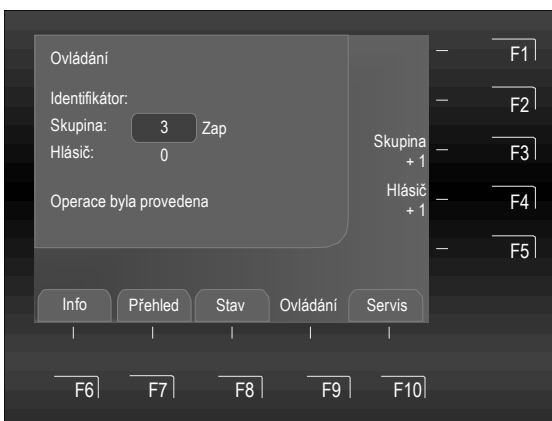 Ovládání
Identifikátor:
Skupina: 3 Zap
Hlásič: 0
Operace byla provedena
Skupina
+ 1
Hlásič
+ 1
F1
F2
F3
F4
F5
Info Přehled Stav Ovládání Servis
F6 F7 F8 F9 F10